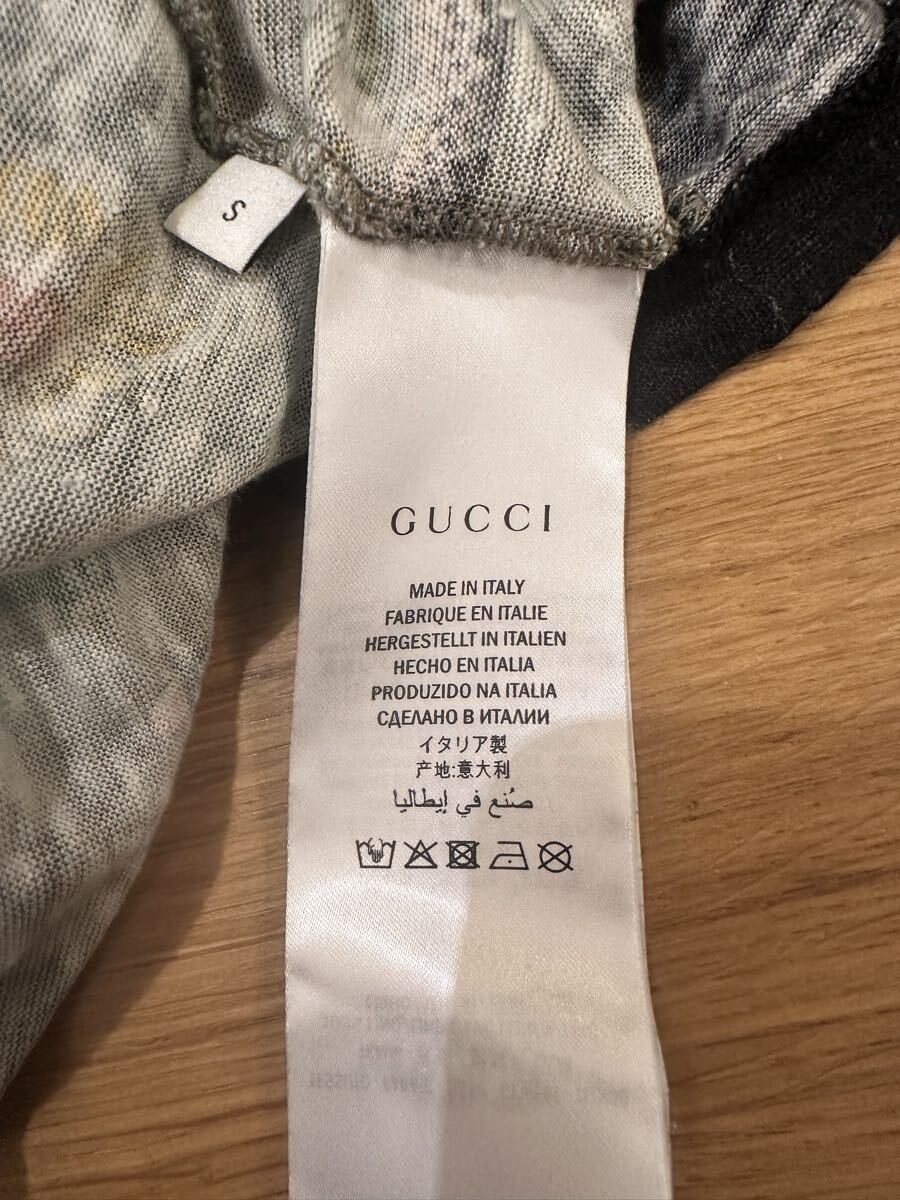 S
GUCCI
MADE IN ITALY
FABRIQUE EN ITALIE
HERGESTELLT IN ITALIEN
HECHO EN ITALIA
PRODUZIDO NA ITALIA
СДЕЛАНО В ИТАЛИИ
イタリア製
产地:意大利
صُنع في إيطاليا